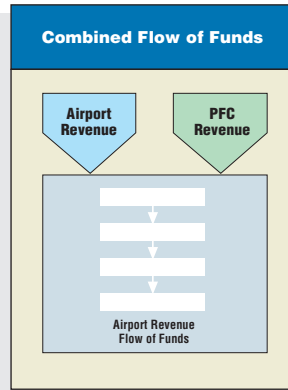 Combined Flow of Funds
Airport
Revenue
PFC
Revenue
Airport Revenue
Flow of Funds